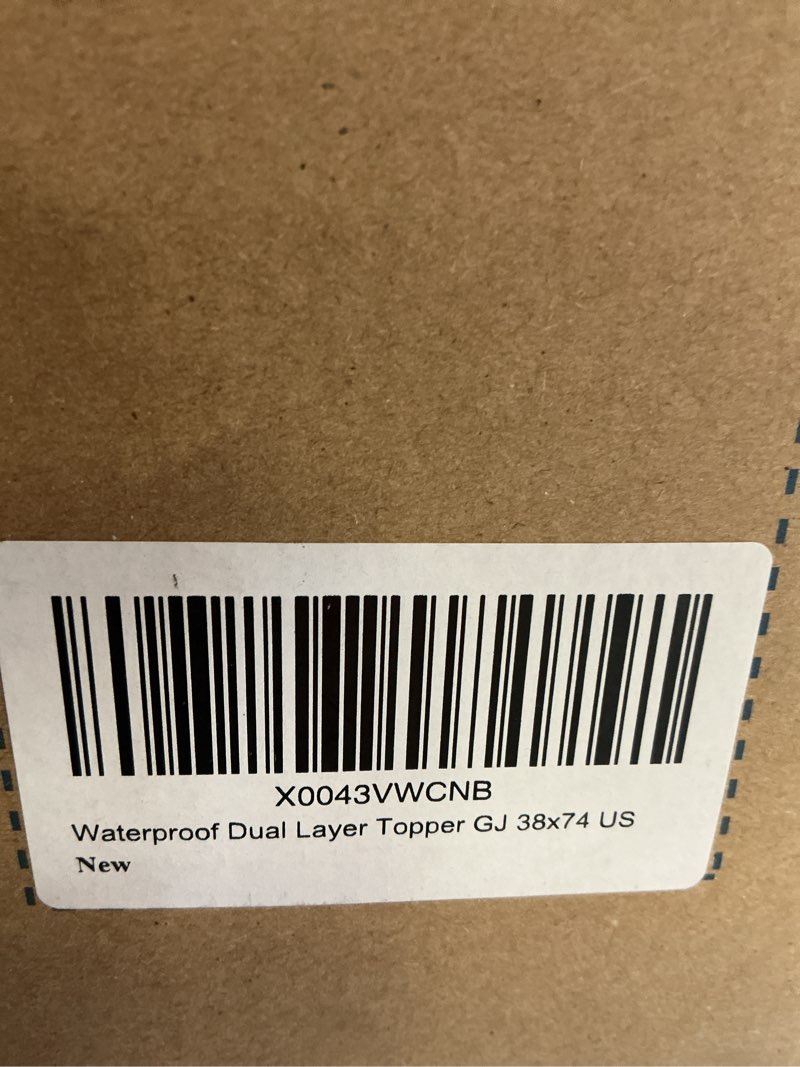 X0043VWCNB
Waterproof Dual Layer Topper GJ 38x74 US
New